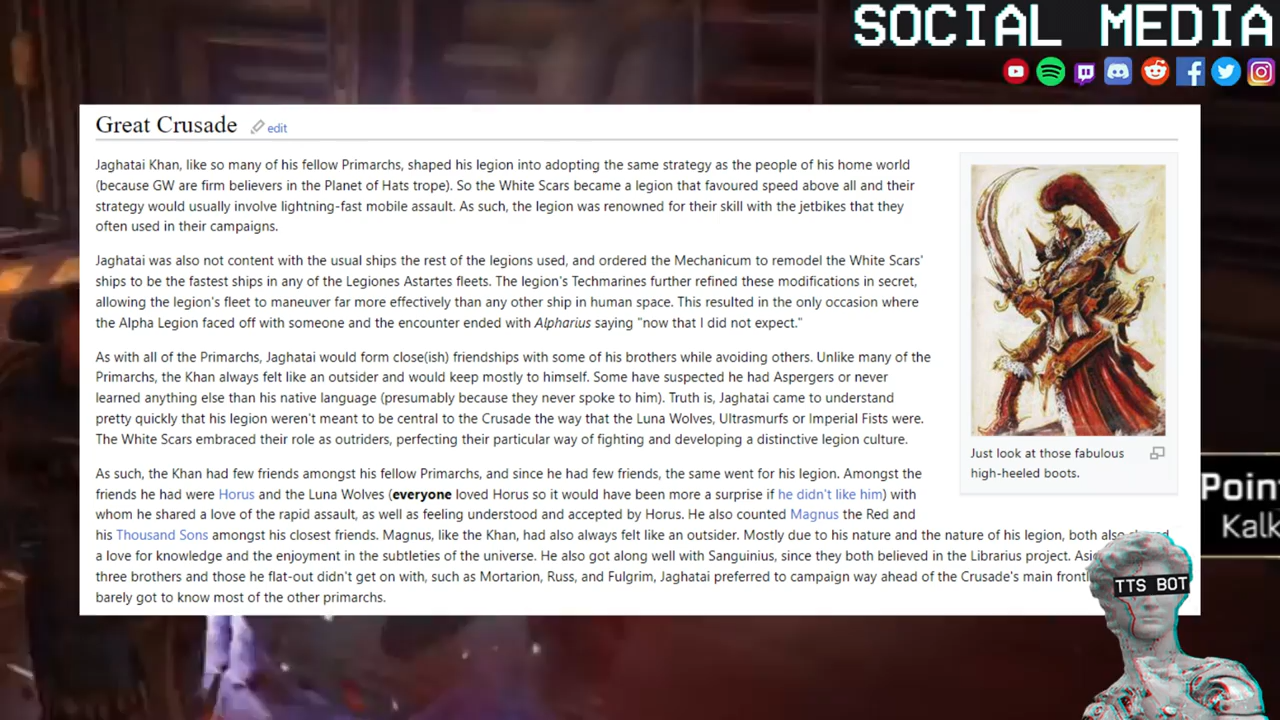 SOCIAL MEDIA
Great Crusade edit
Jaghatai Khan, like so many of his fellow Primarchs, shaped his legion into adopting the same strategy as the people of his home world
(because GW are firm believers in the Planet of Hats trope). So the White Scars became a legion that favoured speed above all and their
strategy would usually involve lightning-fast mobile assault. As such, the legion was renowned for their skill with the jetbikes that they
often used in their campaigns.
Jaghatai was also not content with the usual ships the rest of the legions used, and ordered the Mechanicum to remodel the White Scars'
ships to be the fastest ships in any of the Legiones Astartes fleets. The legion's Techmarines further refined these modifications in secret,
allowing the legion's fleet to maneuver far more effectively than any other ship in human space. This resulted in the only occasion where
the Alpha Legion faced off with someone and the encounter ended with Alpharius saying "now that I did not expect."
As with all of the Primarchs, Jaghatai would form close(ish) friendships with some of his brothers while avoiding others. Unlike many of the
Primarchs, the Khan always felt like an outsider and would keep mostly to himself. Some have suspected he had Aspergers or never
learned anything else than his native language (presumably because they never spoke to him). Truth is, Jaghatai came to understand
pretty quickly that his legion weren't meant to be central to the Crusade the way that the Luna Wolves, Ultrasmurfs or Imperial Fists were.
The White Scars embraced their role as outriders, perfecting their particular way of fighting and developing a distinctive legion culture.
Just look at those fabulous
high-heeled boots.
As such, the Khan had few friends amongst his fellow Primarchs, and since he had few friends, the same went for his legion. Amongst the
friends he had were Horus and the Luna Wolves (everyone loved Horus so it would have been more a surprise if he didn't like him) with
whom he shared a love of the rapid assault, as well as feeling understood and accepted by Horus. He also counted Magnus the Red and
his Thousand Sons amongst his closest friends. Magnus, like the Khan, had also always felt like an outsider. Mostly due to his nature and the nature of his legion, both also
a love for knowledge and the enjoyment in the subtleties of the universe. He also got along well with Sanguinius, since they both believed in the Librarius project.
three brothers and those he flat-out didn't get on with, such as Mortarion, Russ, and Fulgrim, Jaghatai preferred to campaign way ahead of the Crusade's main
barely got to know most of the other primarchs.
Poin
Kalk
TTS BOT